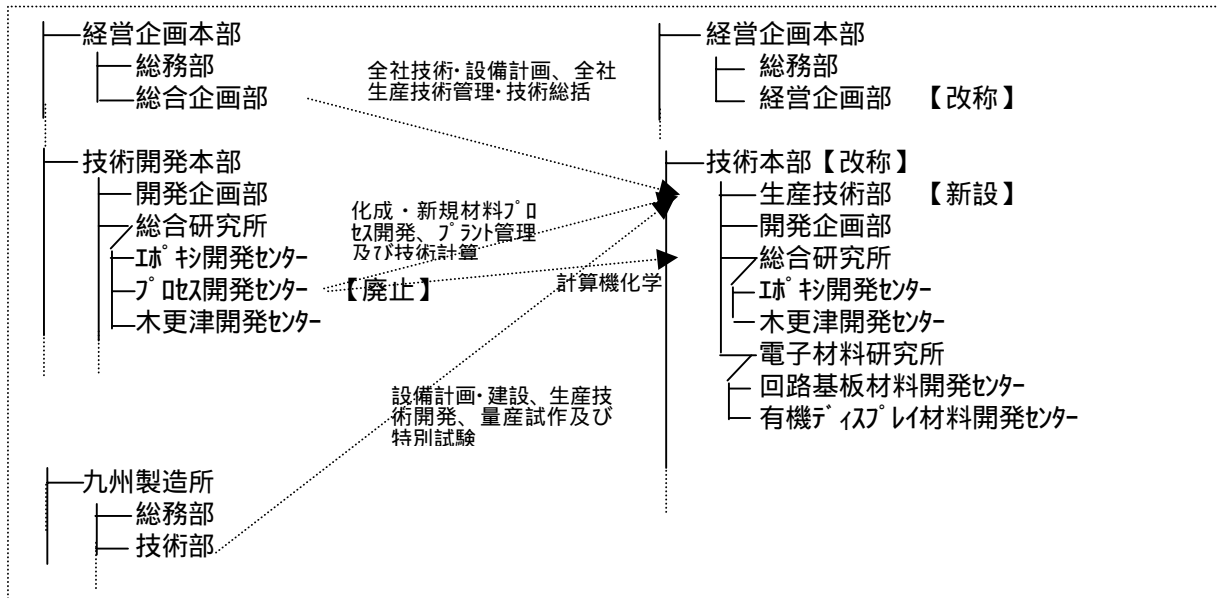 経営企画本部
総務部
総合企画部
全社技術・設備計画、全社
生産技術管理・技術総括
技術開発本部
開発企画部
総合研究所
ｴﾎﾟｷｼ開発ｾﾝﾀｰ
ﾌﾟﾛｾｽ開発ｾﾝﾀｰ 【廃止】
木更津開発ｾﾝﾀｰ
化成・新規材料ﾌﾟﾛ
ｾｽ開発、ﾌﾟﾗﾝﾄ管理
及び技術計算
計算機化学
設備計画・建設、生産技
術開発、量産試作及び
特別試験
九州製造所
総務部
技術部
経営企画本部
総務部
経営企画部 【改称】
技術本部【改称】
生産技術部 【新設】
開発企画部
総合研究所
ｴﾎﾟｷｼ開発ｾﾝﾀｰ
木更津開発ｾﾝﾀｰ
電子材料研究所
回路基板材料開発ｾﾝﾀｰ
有機ﾃﾞｨｽﾌﾟﾚｲ材料開発ｾﾝﾀｰ